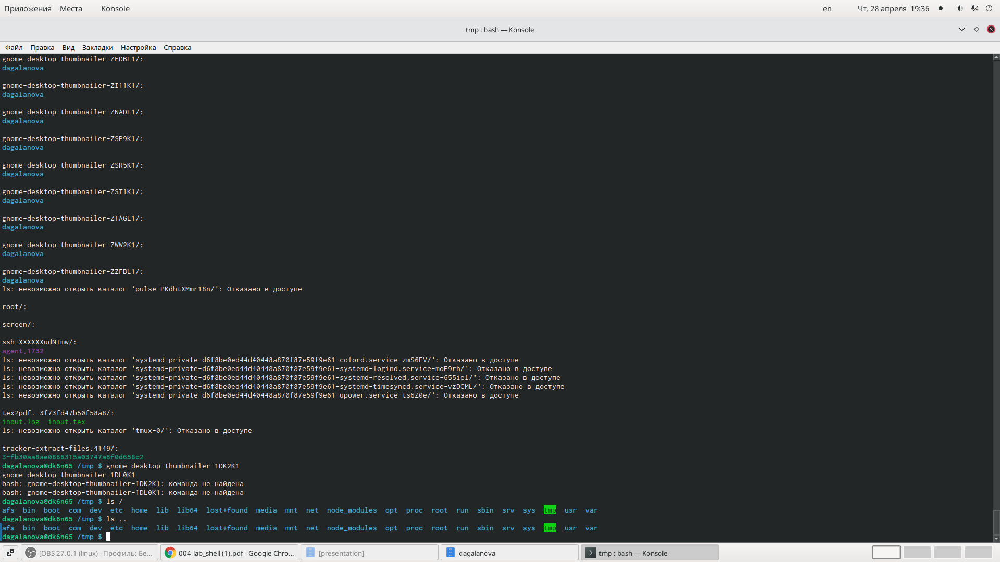 Приложения Места Konsole en Чт, 28 апреля 19:36
tmp : bash — Konsole
Файл Правка Вид Закладки Настройка Справка
gnome-desktop-thumbnailer-ZFDBL1/:
dagalanova
gnome-desktop-thumbnailer-ZI11K1/:
dagalanova
gnome-desktop-thumbnailer-ZNADL1/:
dagalanova
gnome-desktop-thumbnailer-ZSP9K1/:
dagalanova
gnome-desktop-thumbnailer-ZSR5K1/:
dagalanova
gnome-desktop-thumbnailer-ZST1K1/:
dagalanova
gnome-desktop-thumbnailer-ZTAGL1/:
dagalanova
gnome-desktop-thumbnailer-ZWW2K1/:
dagalanova
gnome-desktop-thumbnailer-ZZFBL1/:
dagalanova
ls: невозможно открыть каталог 'pulse-PKdhtXMmr18n/': Отказано в доступе
root/:
screen/:
ssh-XXXXXXudNTmw/:
agent.1732
ls: невозможно открыть каталог 'systemd-private-d6f8be0ed44d40448a870f87e59f9e61-colord.service-zmS6EV/': Отказано в доступе
ls: невозможно открыть каталог 'systemd-private-d6f8be0ed44d40448a870f87e59f9e61-systemd-logind.service-moE9rh/': Отказано в доступе
ls: невозможно открыть каталог 'systemd-private-d6f8be0ed44d40448a870f87e59f9e61-systemd-resolved.service-655iel/': Отказано в доступе
ls: невозможно открыть каталог 'systemd-private-d6f8be0ed44d40448a870f87e59f9e61-systemd-timesyncd.service-vzDCML/': Отказано в доступе
ls: невозможно открыть каталог 'systemd-private-d6f8be0ed44d40448a870f87e59f9e61-upower.service-ts6Z0e/': Отказано в доступе
tex2pdf.-3f73fd47b50f58a8/:
input.log input.tex
ls: невозможно открыть каталог 'tmux-0/': Отказано в доступе
tracker-extract-files.4149/:
3-fb30aa8ae0866315a03747a6f0d658c2
dagalanova@dk6n65 /tmp $ gnome-desktop-thumbnailer-1DK2K1
gnome-desktop-thumbnailer-1DL0K1
bash: gnome-desktop-thumbnailer-1DK2K1: команда не найдена
bash: gnome-desktop-thumbnailer-1DL0K1: команда не найдена
dagalanova@dk6n65 /tmp $ ls /
afs bin boot com dev etc home lib lib64 lost+found media mnt net node_modules opt proc root run sbin srv sys tmp usr var
dagalanova@dk6n65 /tmp $ ls ..
afs bin boot com dev etc home lib lib64 lost+found media mnt net node_modules opt proc root run sbin srv sys tmp usr var
dagalanova@dk6n65 /tmp $
[OBS 27.0.1 (linux) - Профиль: Бе... 004-lab_shell (1).pdf - Google Chro... [presentation] dagalanova tmp : bash — Konsole